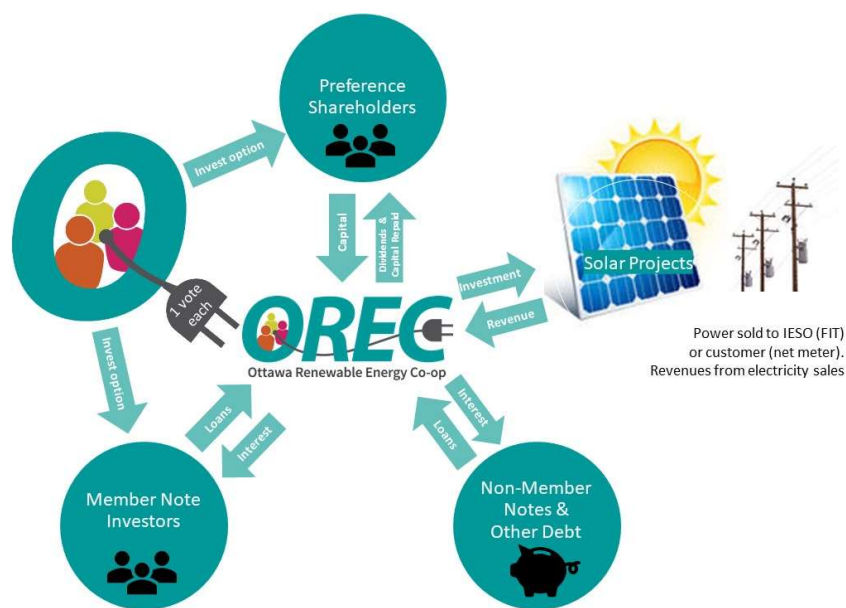 Preference
Shareholders
Invest option
Capital
Dividends &
Capital Repaid
1 vote
each
Investment
Revenue
Solar Projects
OREC
Ottawa Renewable Energy Co-op
Power sold to IESO (FIT)
or customer (net meter).
Revenues from electricity sales
Invest option
Loans
Interest
Interest
Loans
Member Note
Investors
Non-Member
Notes &
Other Debt